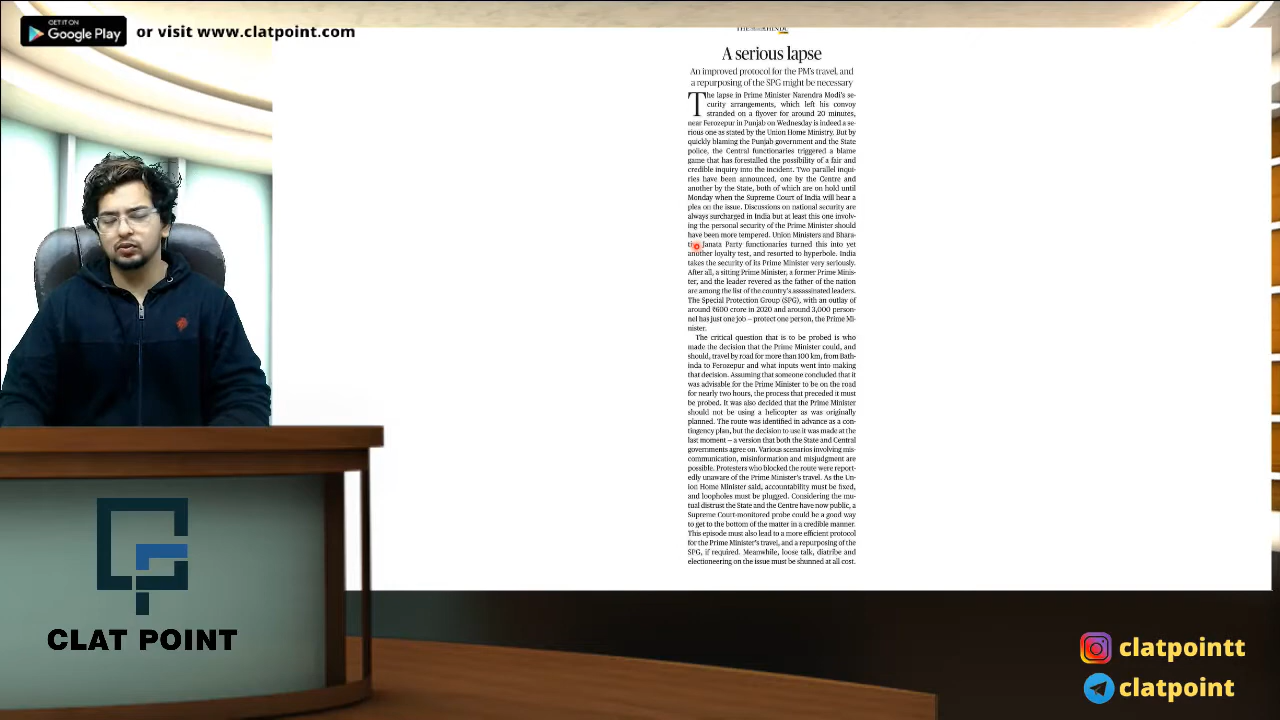 GET IT ON
Google Play
or visit www.clatpoint.com
A serious lapse
An improved protocol for the PM's travel, and
a repurposing of the SPG might be necessary
The lapse in Prime Minister Narendra Modi's se-
curity arrangements, which left his convoy
stranded on a flyover for around 20 minutes,
near Ferozepur in Punjab on Wednesday is indeed a se-
rious one as stated by the Union Home Ministry. But by
quickly blaming the Punjab government and the State
police, the Central functionaries triggered a blame
game that has forestalled the possibility of a fair and
credible inquiry into the incident. Two parallel inqui-
ries have been announced, one by the Centre and
another by the State, both of which are on hold until
Monday when the Supreme Court of India will hear a
plea on the issue. Discussions on national security are
always surcharged in India but at least this one involv-
ing the personal security of the Prime Minister should
have been more tempered. Union Ministers and Bhara-
Janata Party functionaries turned this into yet
another loyalty test, and resorted to hyperbole. India
takes the security of its Prime Minister very seriously.
After all, a sitting Prime Minister, a former Prime Minis-
ter, and the leader revered as the father of the nation
are among the list of the country's assassinated leaders.
The Special Protection Group (SPG), with an outlay of
around ₹600 crore in 2020 and around 3,000 person-
nel has just one job – protect one person, the Prime Mi-
nister.
The critical question that is to be probed is who
made the decision that the Prime Minister could, and
should, travel by road for more than 100 km, from Bath-
inda to Ferozepur and what inputs went into making
that decision. Assuming that someone concluded that it
was advisable for the Prime Minister to be on the road
for nearly two hours, the process that preceded it must
be probed. It was also decided that the Prime Minister
should not be using a helicopter as was originally
planned. The route was identified in advance as a con-
tingency plan, but the decision to use it was made at the
last moment – a version that both the State and Central
governments agree on. Various scenarios involving mis-
communication, misinformation and misjudgment are
possible. Protesters who blocked the route were report-
edly unaware of the Prime Minister's travel. As the Un-
ion Home Minister said, accountability must be fixed,
and loopholes must be plugged. Considering the mu-
tual distrust the State and the Centre have now public, a
Supreme Court-monitored probe could be a good way
to get to the bottom of the matter in a credible manner.
This episode must also lead to a more efficient protocol
for the Prime Minister's travel, and a repurposing of the
SPG, if required. Meanwhile, loose talk, diatribe and
electioneering on the issue must be shunned at all cost.
CLAT POINT
clatpointt
clatpoint